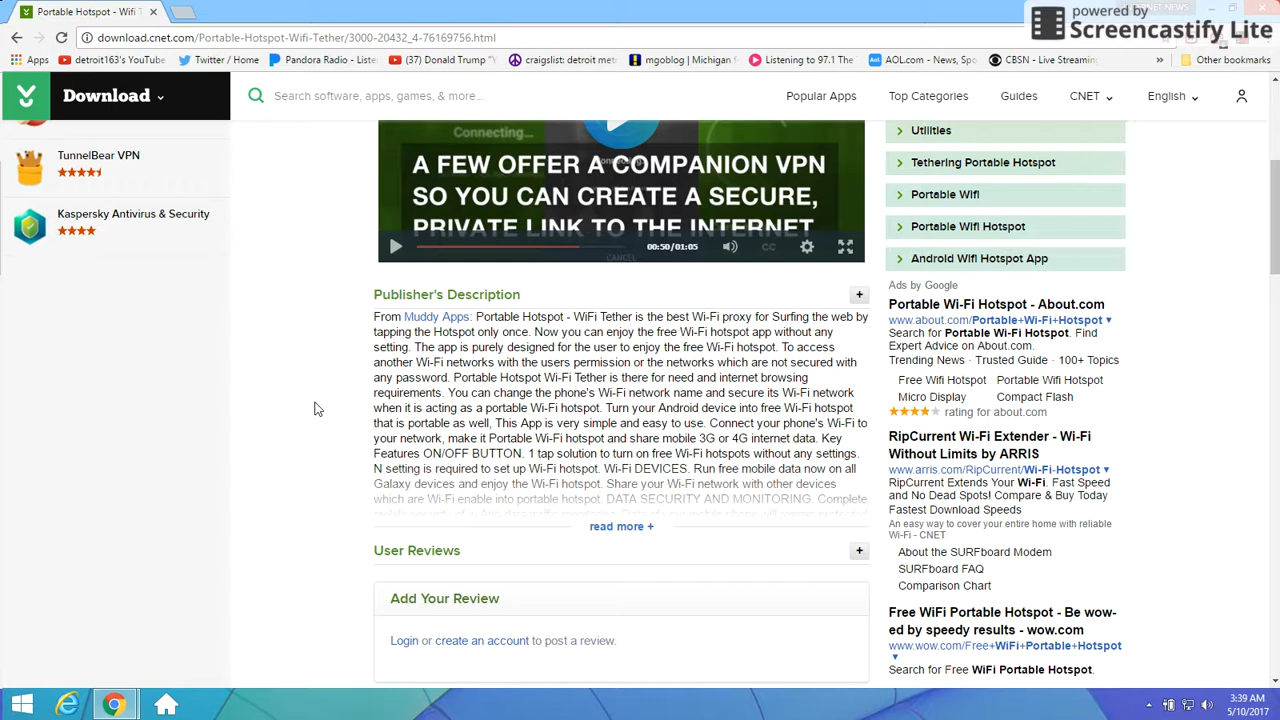 powered by
Screencastify Lite
Portable Hotspot - Wifi T
download.cnet.com/Portable-Hotspot-Wifi-Tether/3000-20432_4-76169759.html
Apps
detroit163's YouTube
Twitter / Home
Pandora Radio - Listen
(37) Donald Trump "
craigslist: detroit metro
mgoblog | Michigan F
Listening to 97.1 The
AOL.com - News, Spo
CBSN - Live Streaming
»
Other bookmarks
Download
Search software, apps, games, & more...
Popular Apps
Top Categories
Guides
CNET
English
TunnelBear VPN
Kaspersky Antivirus & Security
Connecting...
A FEW OFFER A COMPANION VPN
SO YOU CAN CREATE A SECURE,
PRIVATE LINK TO THE INTERNET
00:50/01:05
CC
CANCEL
Utilities
Tethering Portable Hotspot
Portable Wifi
Portable Wifi Hotspot
Android Wifi Hotspot App
Publisher's Description
+
From Muddy Apps: Portable Hotspot - WiFi Tether is the best Wi-Fi proxy for Surfing the web by
tapping the Hotspot only once. Now you can enjoy the free Wi-Fi hotspot app without any
setting. The app is purely designed for the user to enjoy the free Wi-Fi hotspot. To access
another Wi-Fi networks with the users permission or the networks which are not secured with
any password. Portable Hotspot Wi-Fi Tether is there for need and internet browsing
requirements. You can change the phone's Wi-Fi network name and secure its Wi-Fi network
when it is acting as a portable Wi-Fi hotspot. Turn your Android device into free Wi-Fi hotspot
that is portable as well, This App is very simple and easy to use. Connect your phone's Wi-Fi to
your network, make it Portable Wi-Fi hotspot and share mobile 3G or 4G internet data. Key
Features ON/OFF BUTTON. 1 tap solution to turn on free Wi-Fi hotspots without any settings.
N setting is required to set up Wi-Fi hotspot. Wi-Fi DEVICES. Run free mobile data now on all
Galaxy devices and enjoy the Wi-Fi hotspot. Share your Wi-Fi network with other devices
which are Wi-Fi enable into portable hotspot. DATA SECURITY AND MONITORING. Complete
read more +
User Reviews
+
Add Your Review
Login or create an account to post a review.
Ads by Google
Portable Wi-Fi Hotspot - About.com
www.about.com/Portable+Wi-Fi+Hotspot
Search for Portable Wi-Fi Hotspot. Find
Expert Advice on About.com.
Trending News · Trusted Guide · 100+ Topics
Free Wifi Hotspot
Portable Wifi Hotspot
Micro Display
Compact Flash
rating for about.com
RipCurrent Wi-Fi Extender - Wi-Fi
Without Limits by ARRIS
www.arris.com/RipCurrent/Wi-Fi-Hotspot
RipCurrent Extends Your Wi-Fi. Fast Speed
and No Dead Spots! Compare & Buy Today
Fastest Download Speeds
An easy way to cover your entire home with reliable
Wi-Fi - CNET
About the SURFboard Modem
SURFboard FAQ
Comparison Chart
Free WiFi Portable Hotspot - Be wow-
ed by speedy results - wow.com
www.wow.com/Free+WiFi+Portable+Hotspot
Search for Free WiFi Portable Hotspot.
3:39 AM
5/10/2017